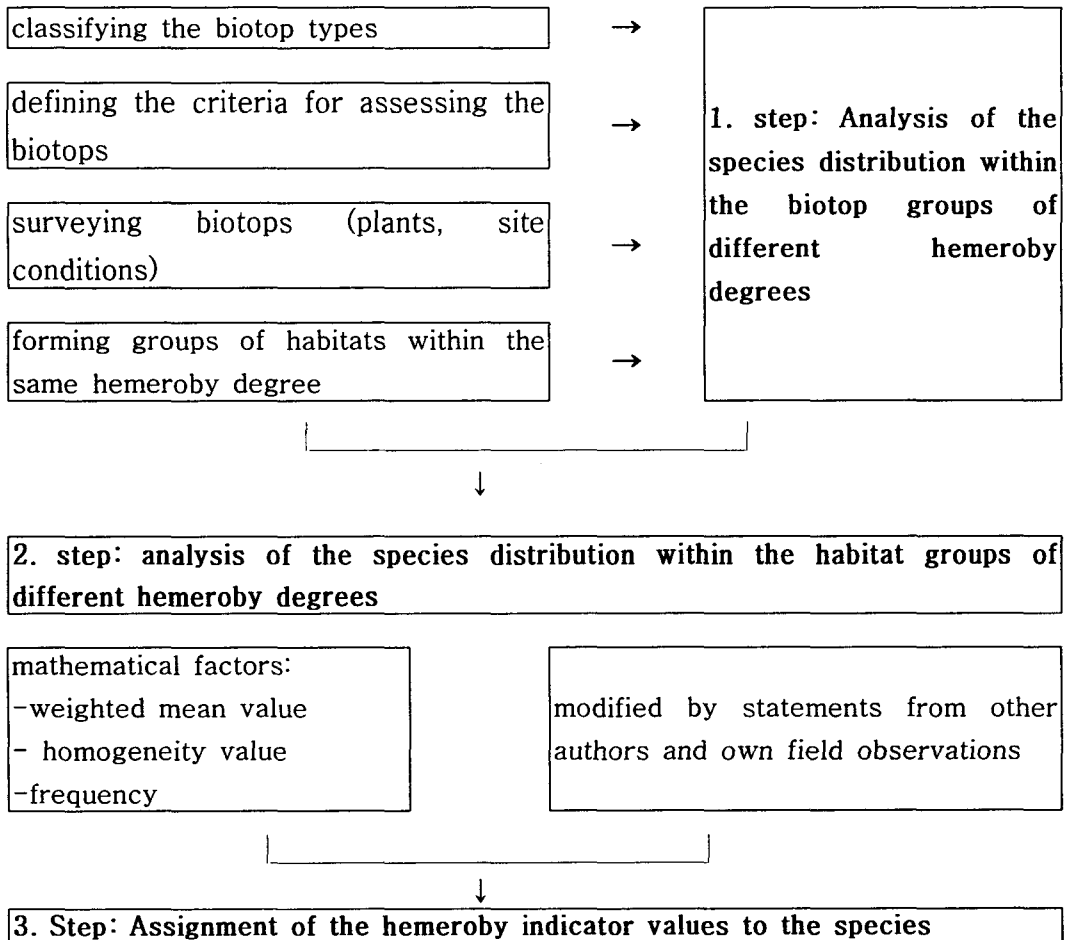 classifying the biotop types
→
defining the criteria for assessing the
biotops
→
surveying biotops (plants, site
conditions)
→
forming groups of habitats within the
same hemeroby degree
→
1. step: Analysis of the
species distribution within
the biotop groups of
different hemeroby
degrees
↓
2. step: analysis of the species distribution within the habitat groups of
different hemeroby degrees
mathematical factors:
-weighted mean value
- homogeneity value
-frequency
modified by statements from other
authors and own field observations
↓
3. Step: Assignment of the hemeroby indicator values to the species